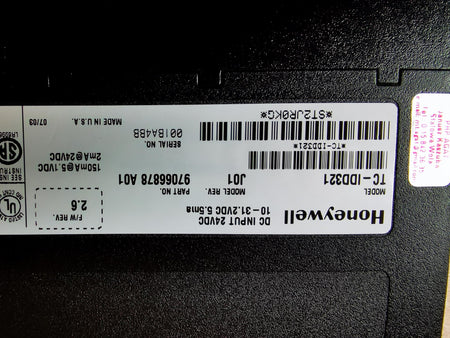 Honeywell
DC INPUT 24VDC
10-31.2VDC 5.5ma
MODEL
TC-IDD321
MODEL REV.
J01
PART NO.
97066878 A01
150mA@5.1VDC
2mA@24VDC
F/W REV.
2.6
*TC-IDD321*
*ST2JR0KG*
SERIAL NO.
001BA4BB
MADE IN U.S.A.
07/03